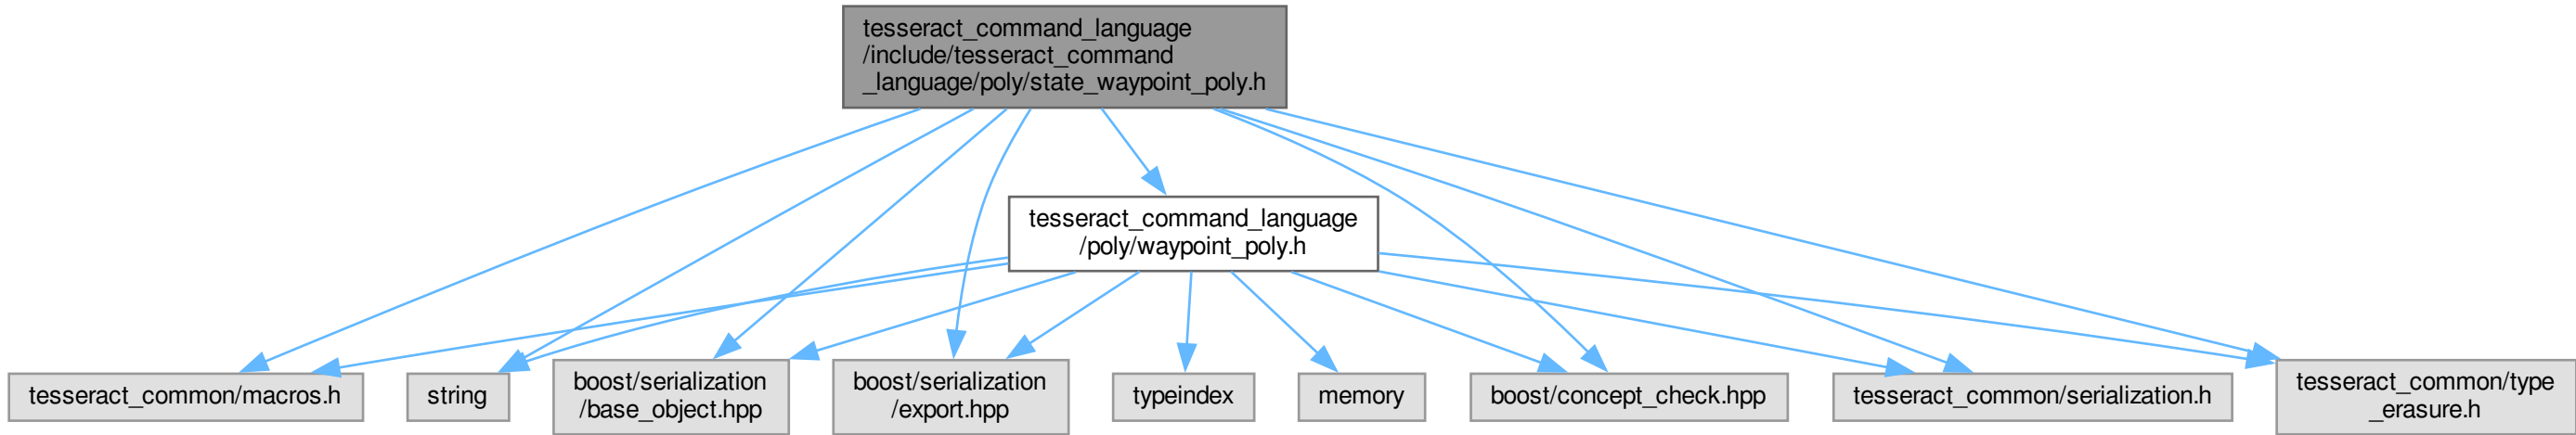 tesseract_command_language
/include/tesseract_command
_language/poly/state_waypoint_poly.h
tesseract_command_language
/poly/waypoint_poly.h
tesseract_common/macros.h
string
boost/serialization
/base_object.hpp
boost/serialization
/export.hpp
typeindex
memory
boost/concept_check.hpp
tesseract_common/serialization.h
tesseract_common/type
_erasure.h